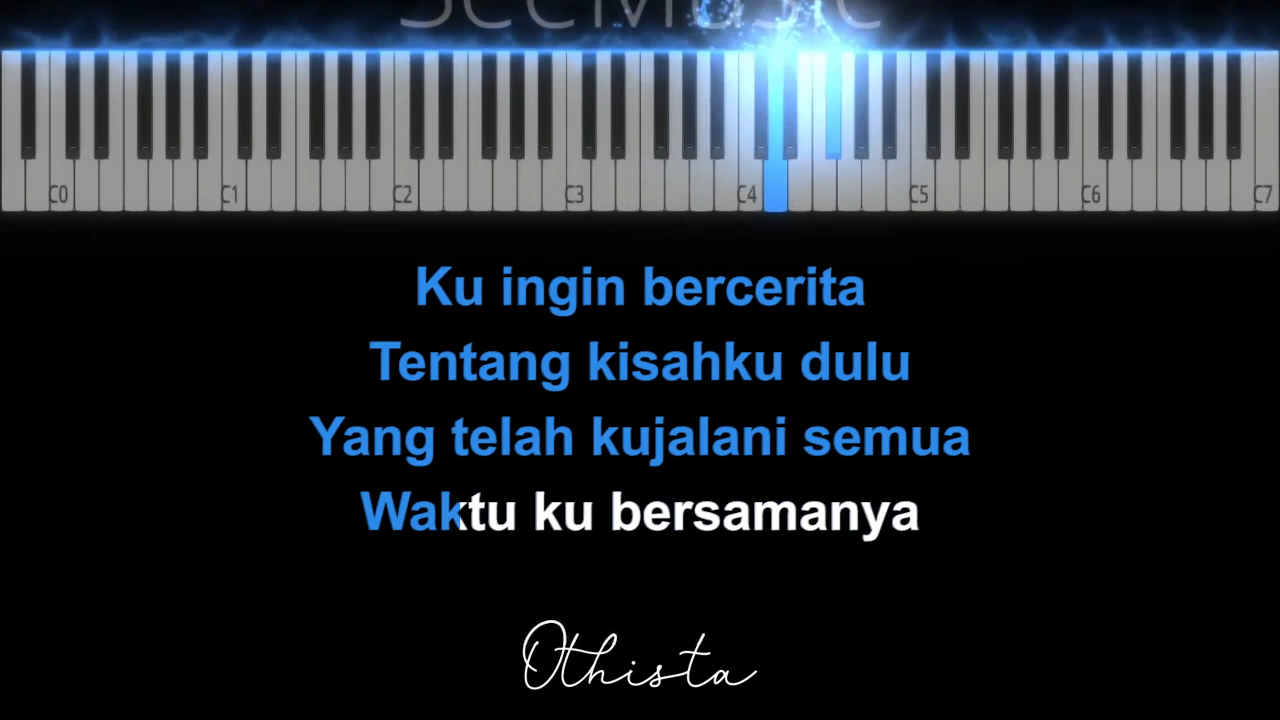 SeeMusic
C0 C1 C2 C3 C4 C5 C6 C7
Ku ingin bercerita
Tentang kisahku dulu
Yang telah kujalani semua
Waktu ku bersamanya
Othista